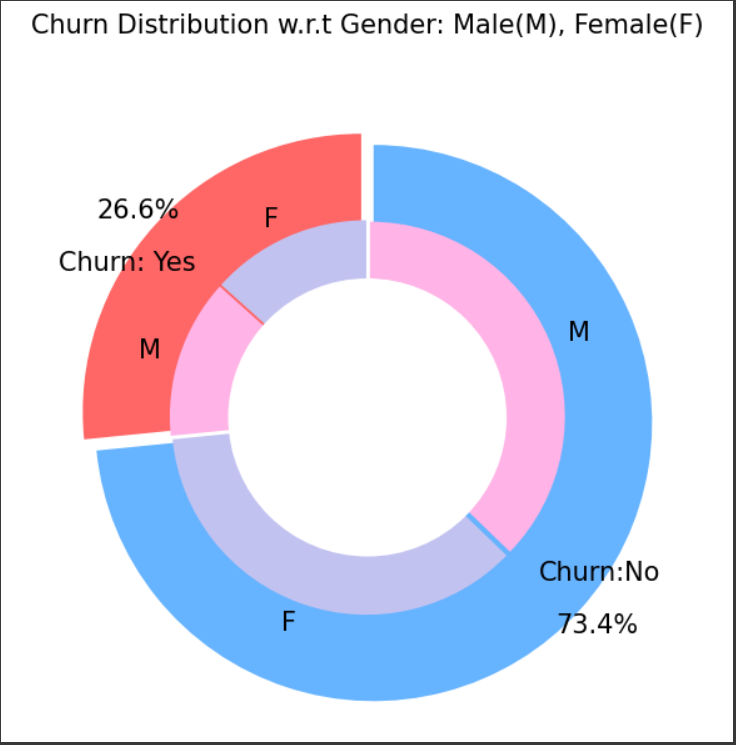 Churn Distribution w.r.t Gender: Male(M), Female(F)
26.6%
F
Churn: Yes
M
M
Churn:No
F
73.4%